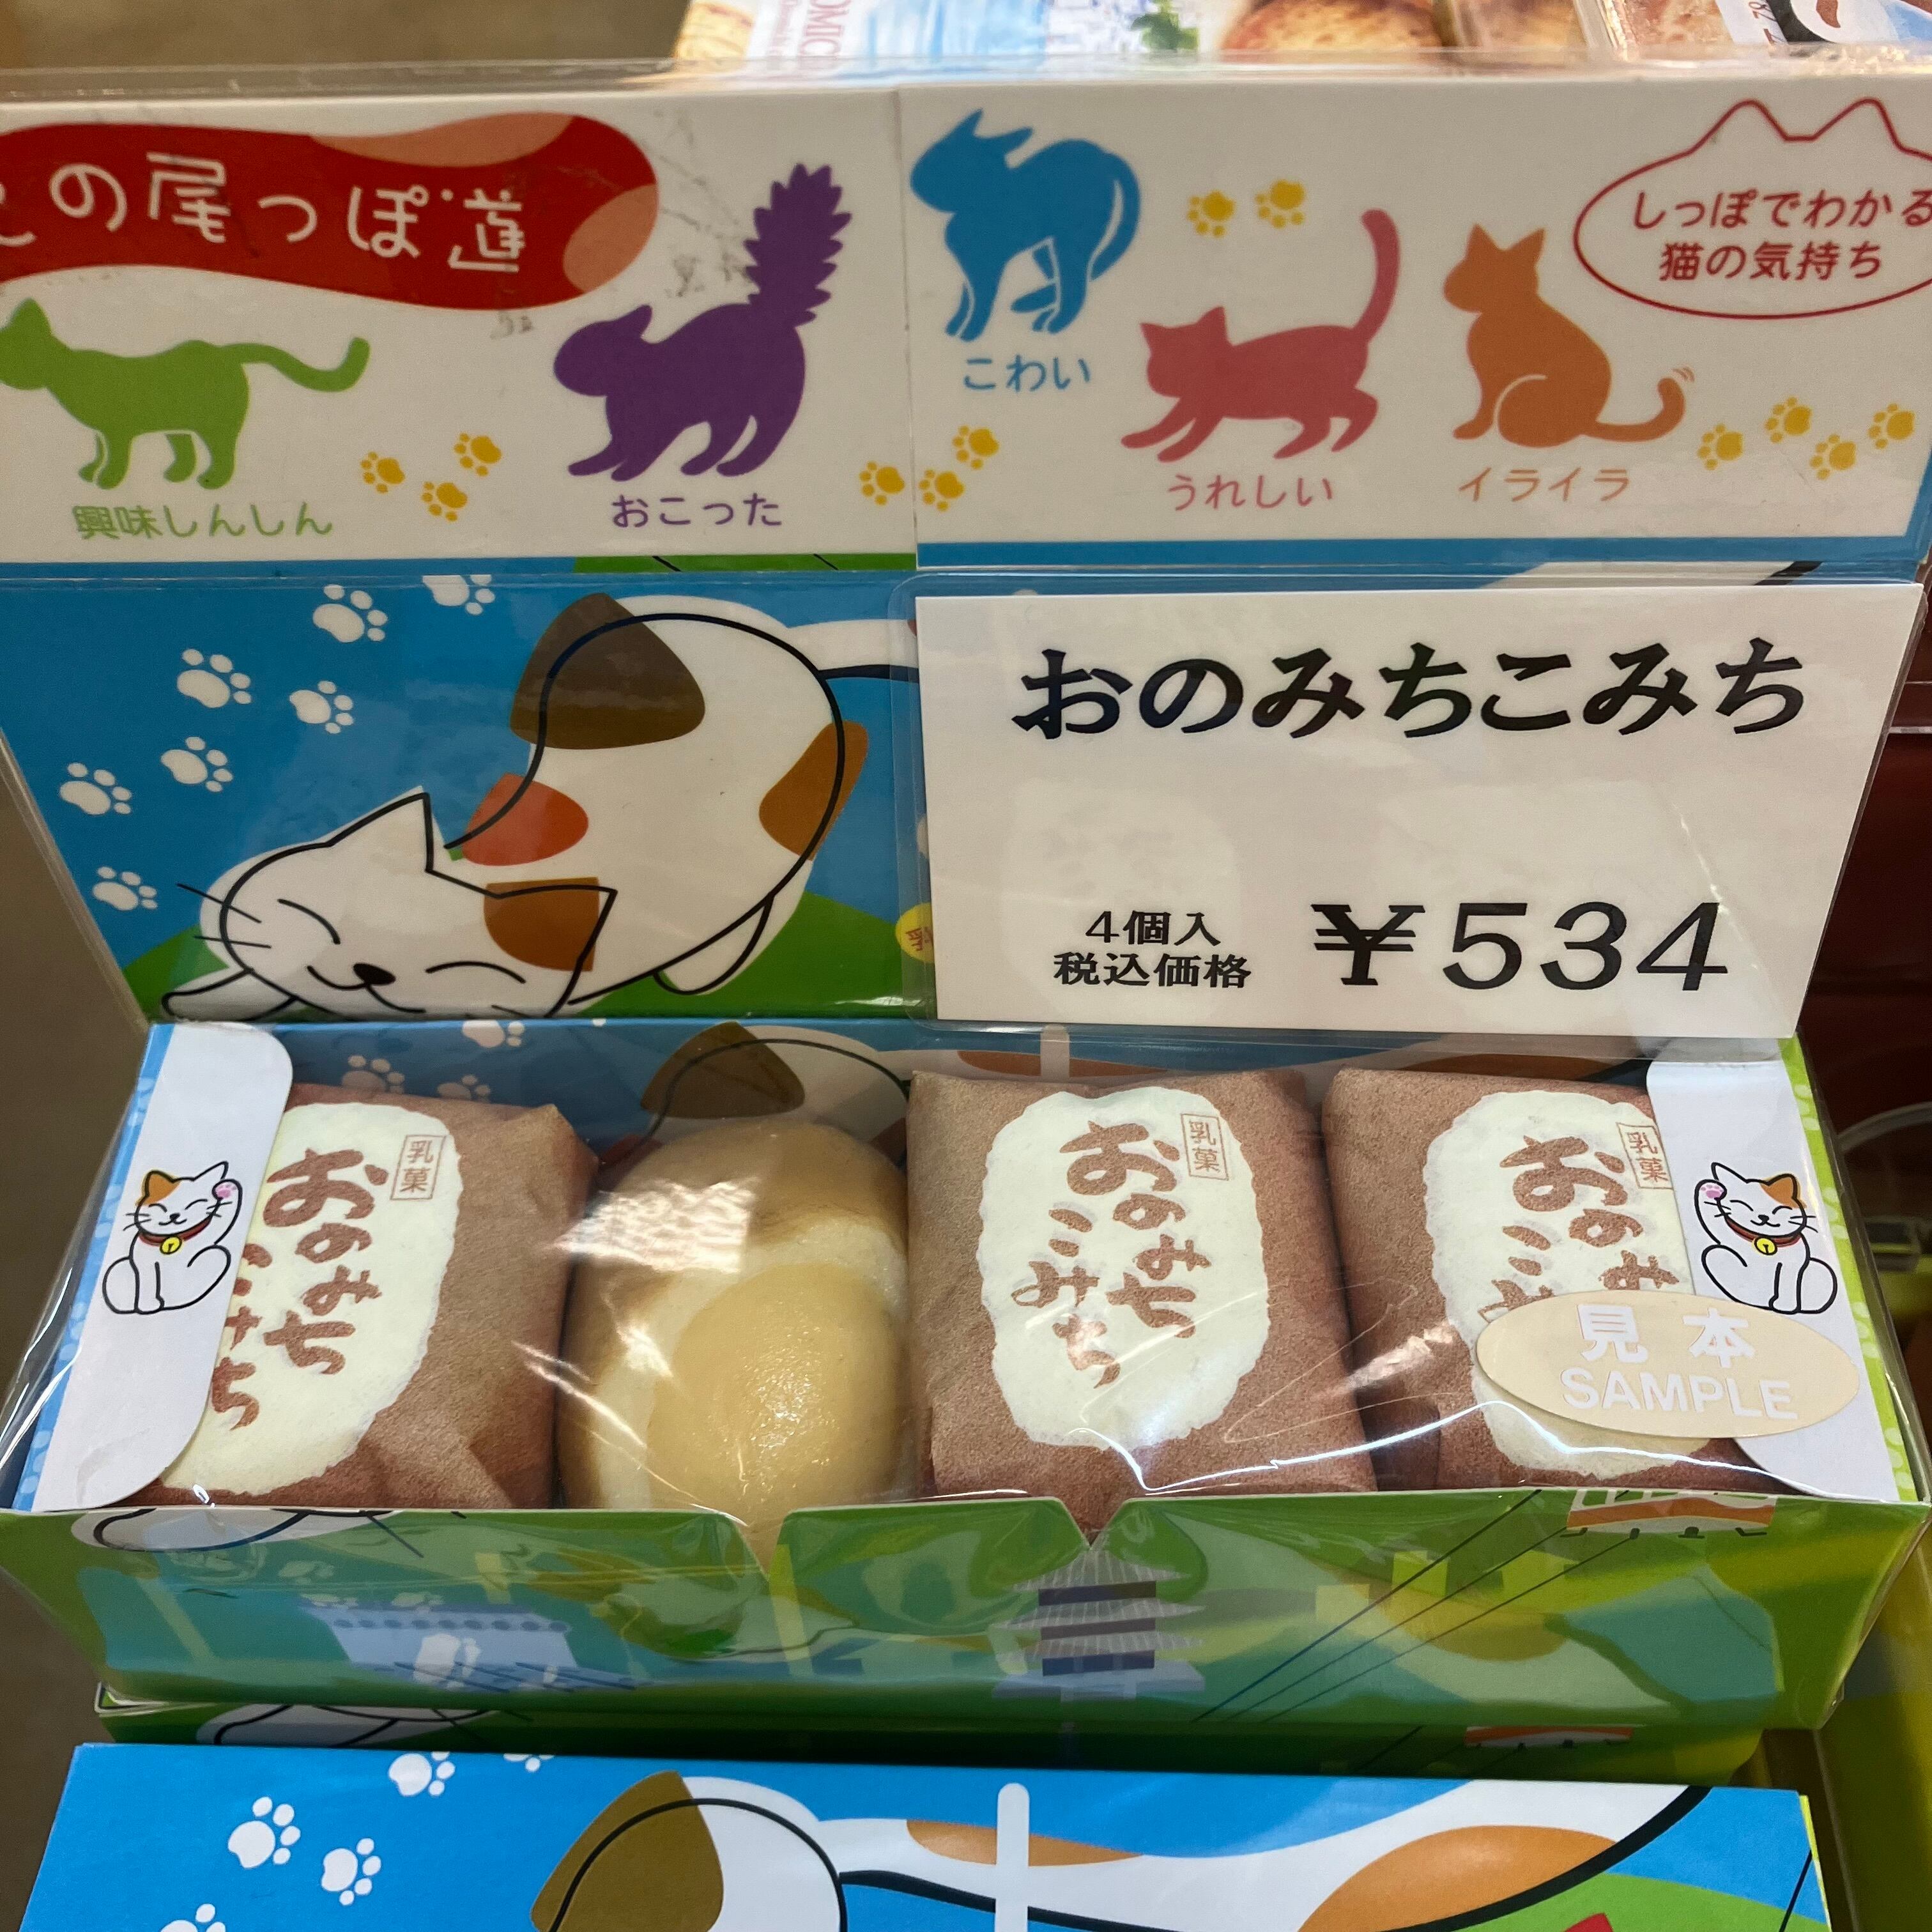 の尾っぽ道
しっぽでわかる
猫の気持ち
こわい
興味しんしん
おこった
うれしい
イライラ
おのみちこみち
4個入
税込価格 ¥534
乳菓
おのみち
乳菓
おのみち
こみち
乳菓
おのみ
見本
SAMPLE